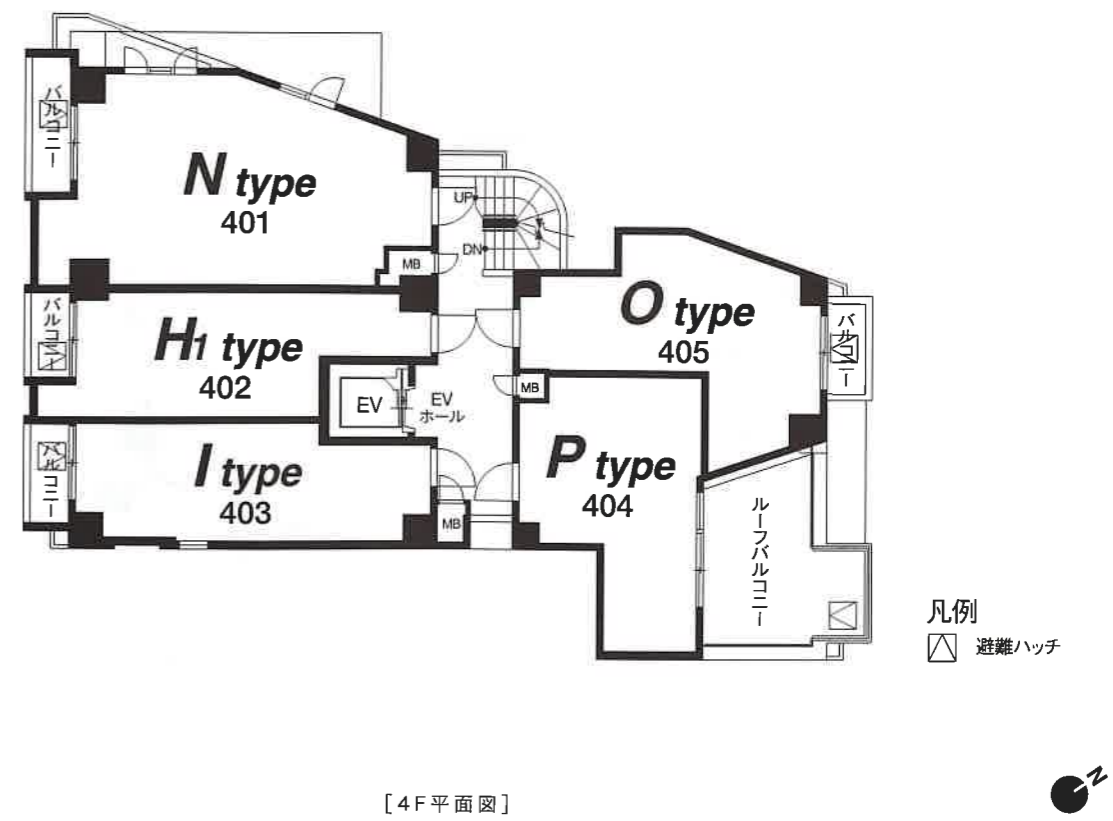 バルコニー
N type
401
UP
DN
MB
バルコニー
H1 type
402
O type
405
バルコニー
EV
EV
ホール
MB
バルコニー
I type
403
P type
404
MB
ルーフバルコニー
凡例
避難ハッチ
[4F平面図]
N